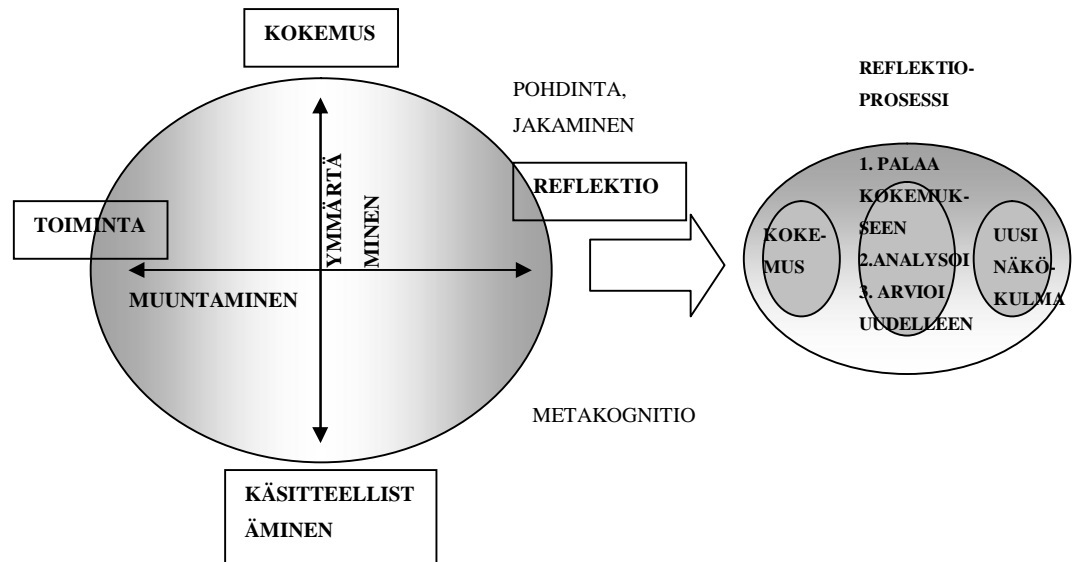 KOKEMUS
POHDINTA,
JAKAMINEN
REFLEKTIO
TOIMINTA
YMMÄRTÄ
MINEN
MUUNTAMINEN
METAKOGNITIO
KÄSITTEELLIST
ÄMINEN
REFLEKTIO-
PROSESSI
KOKE-
MUS
1. PALAA
KOKEMUK-
SEEN
2.ANALYSOI
3. ARVIOI
UUDELLEEN
UUSI
NÄKÖ-
KULMA